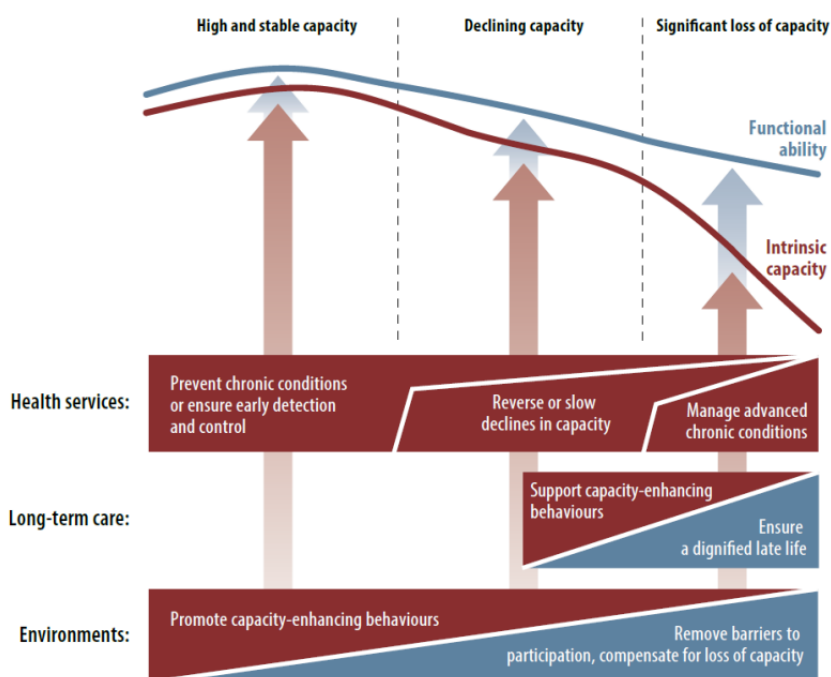 High and stable capacity
Declining capacity
Significant loss of capacity
Functional
ability
Intrinsic
capacity
Health services:
Prevent chronic conditions
or ensure early detection
and control
Reverse or slow
declines in capacity
Manage advanced
chronic conditions
Long-term care:
Support capacity-enhancing
behaviours
Ensure
a dignified late life
Environments:
Promote capacity-enhancing behaviours
Remove barriers to
participation, compensate for loss of capacity